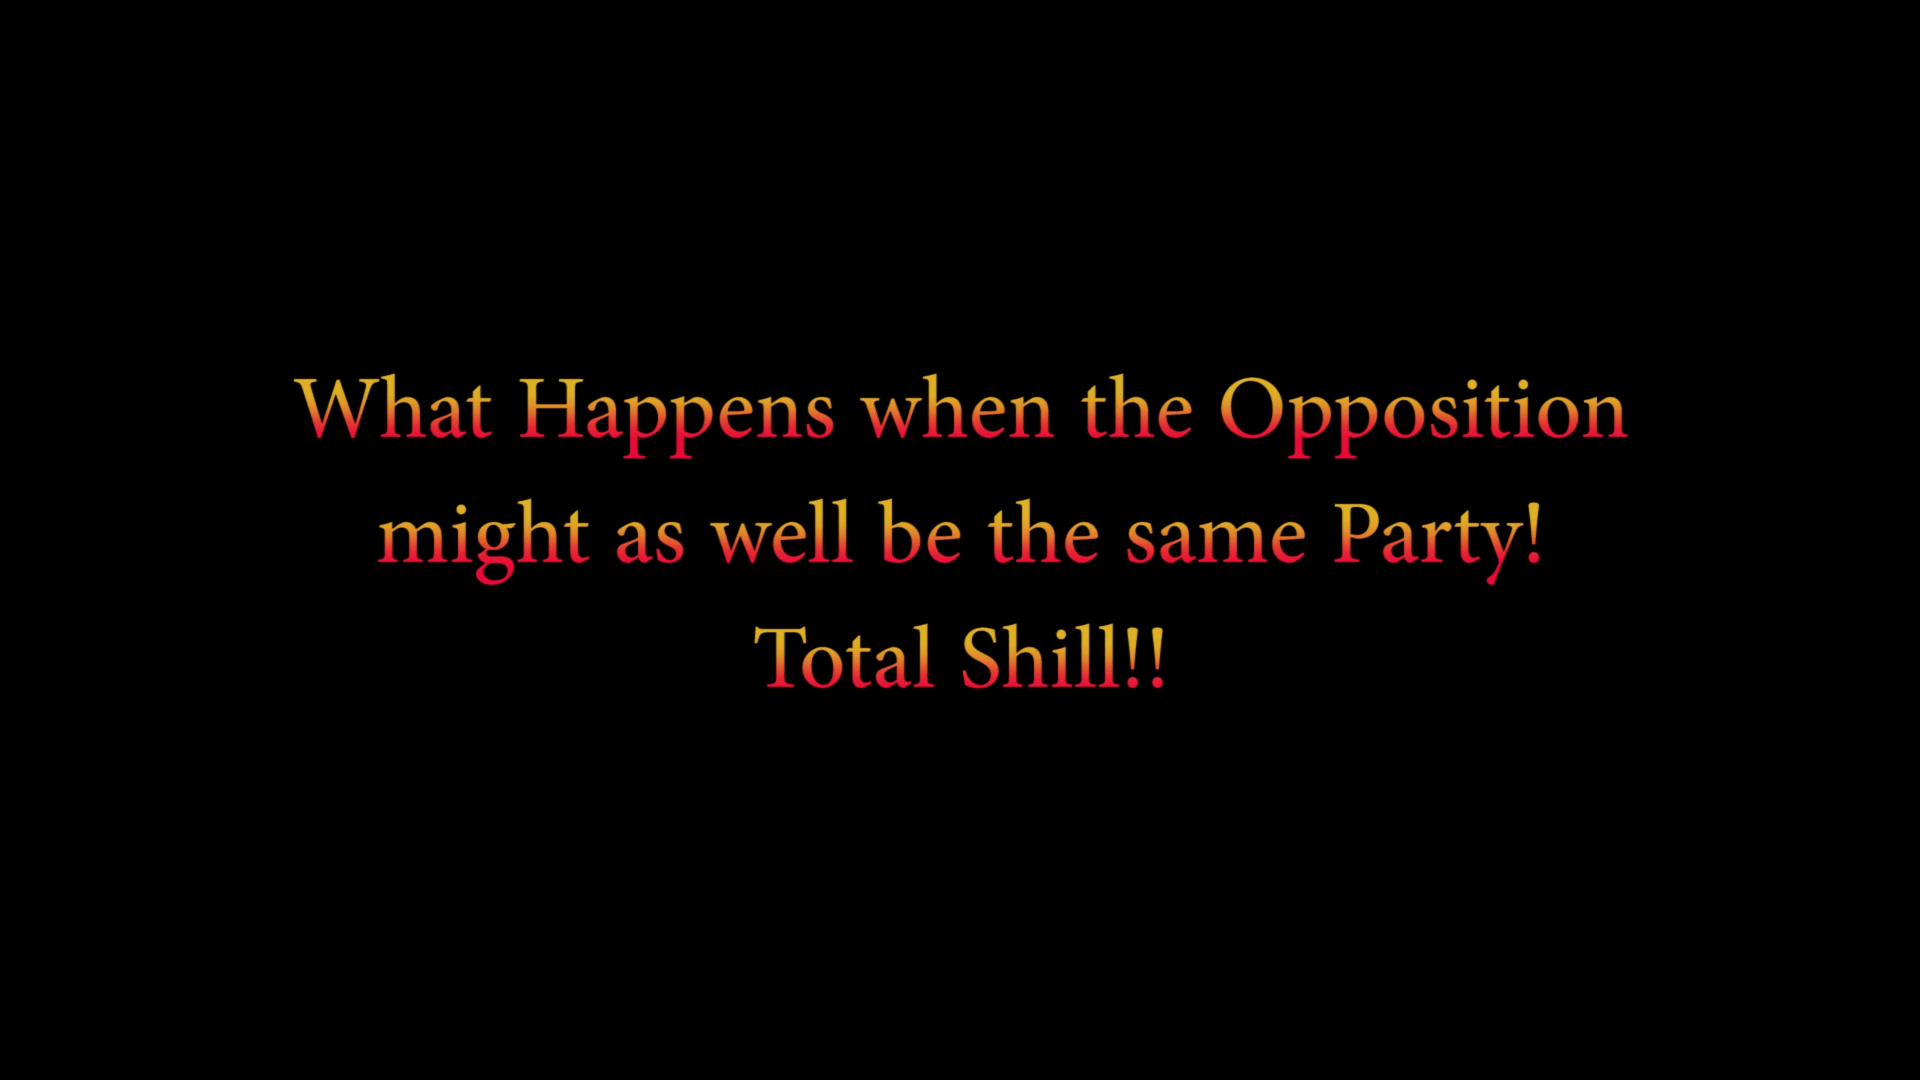 What Happens when the Opposition
might as well be the same Party!
Total Shill!!